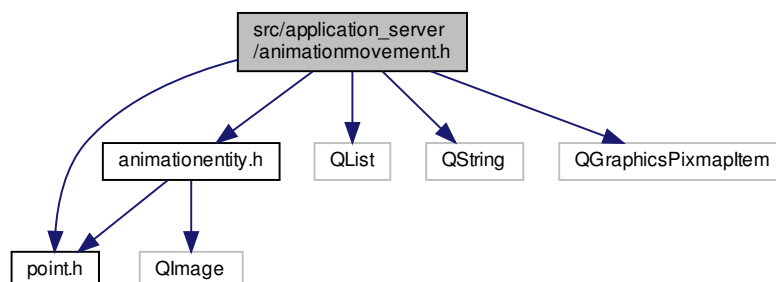 src/application_server
/animationmovement.h
animationentity.h
QList
QString
QGraphicsPixmapItem
point.h
QImage